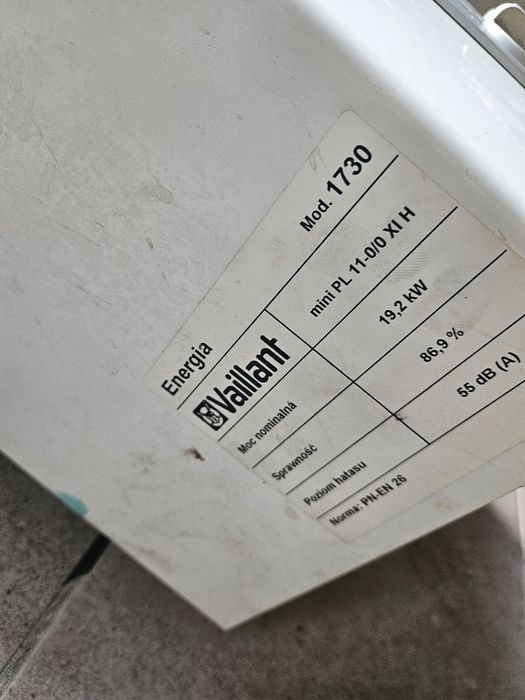 Energia Mod. 1730
Vaillant mini PL 11-0/0 XI H
Moc nominalna 19,2 kW
Sprawność 86,9 %
Poziom hałasu 55 dB (A)
Norma: PN-EN 26